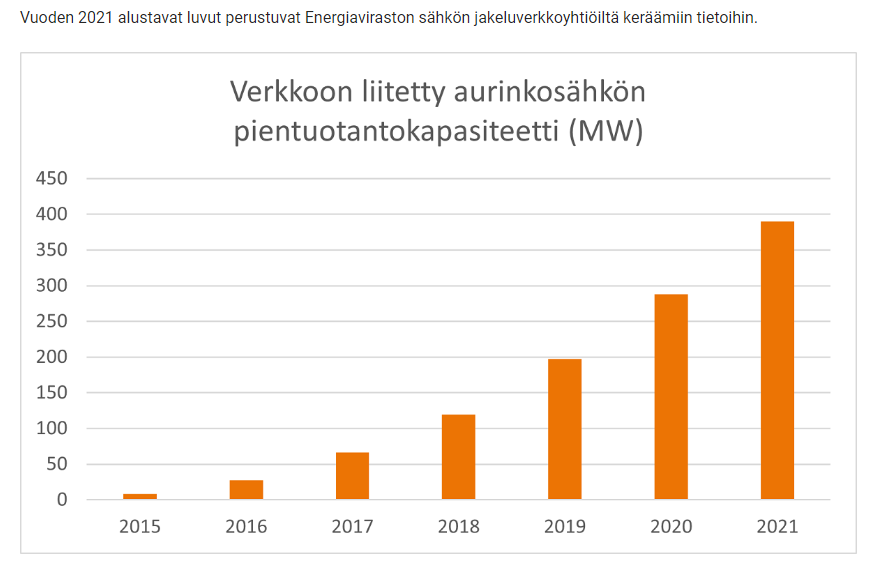 Vuoden 2021 alustavat luvut perustuvat Energiaviraston sähkön jakeluverkkoyhtiöiltä keräämiin tietoihin.
Verkkoon liitetty aurinkosähkön
pientuotantokapasiteetti (MW)
450
400
350
300
250
200
150
100
50
0
2015 2016 2017 2018 2019 2020 2021